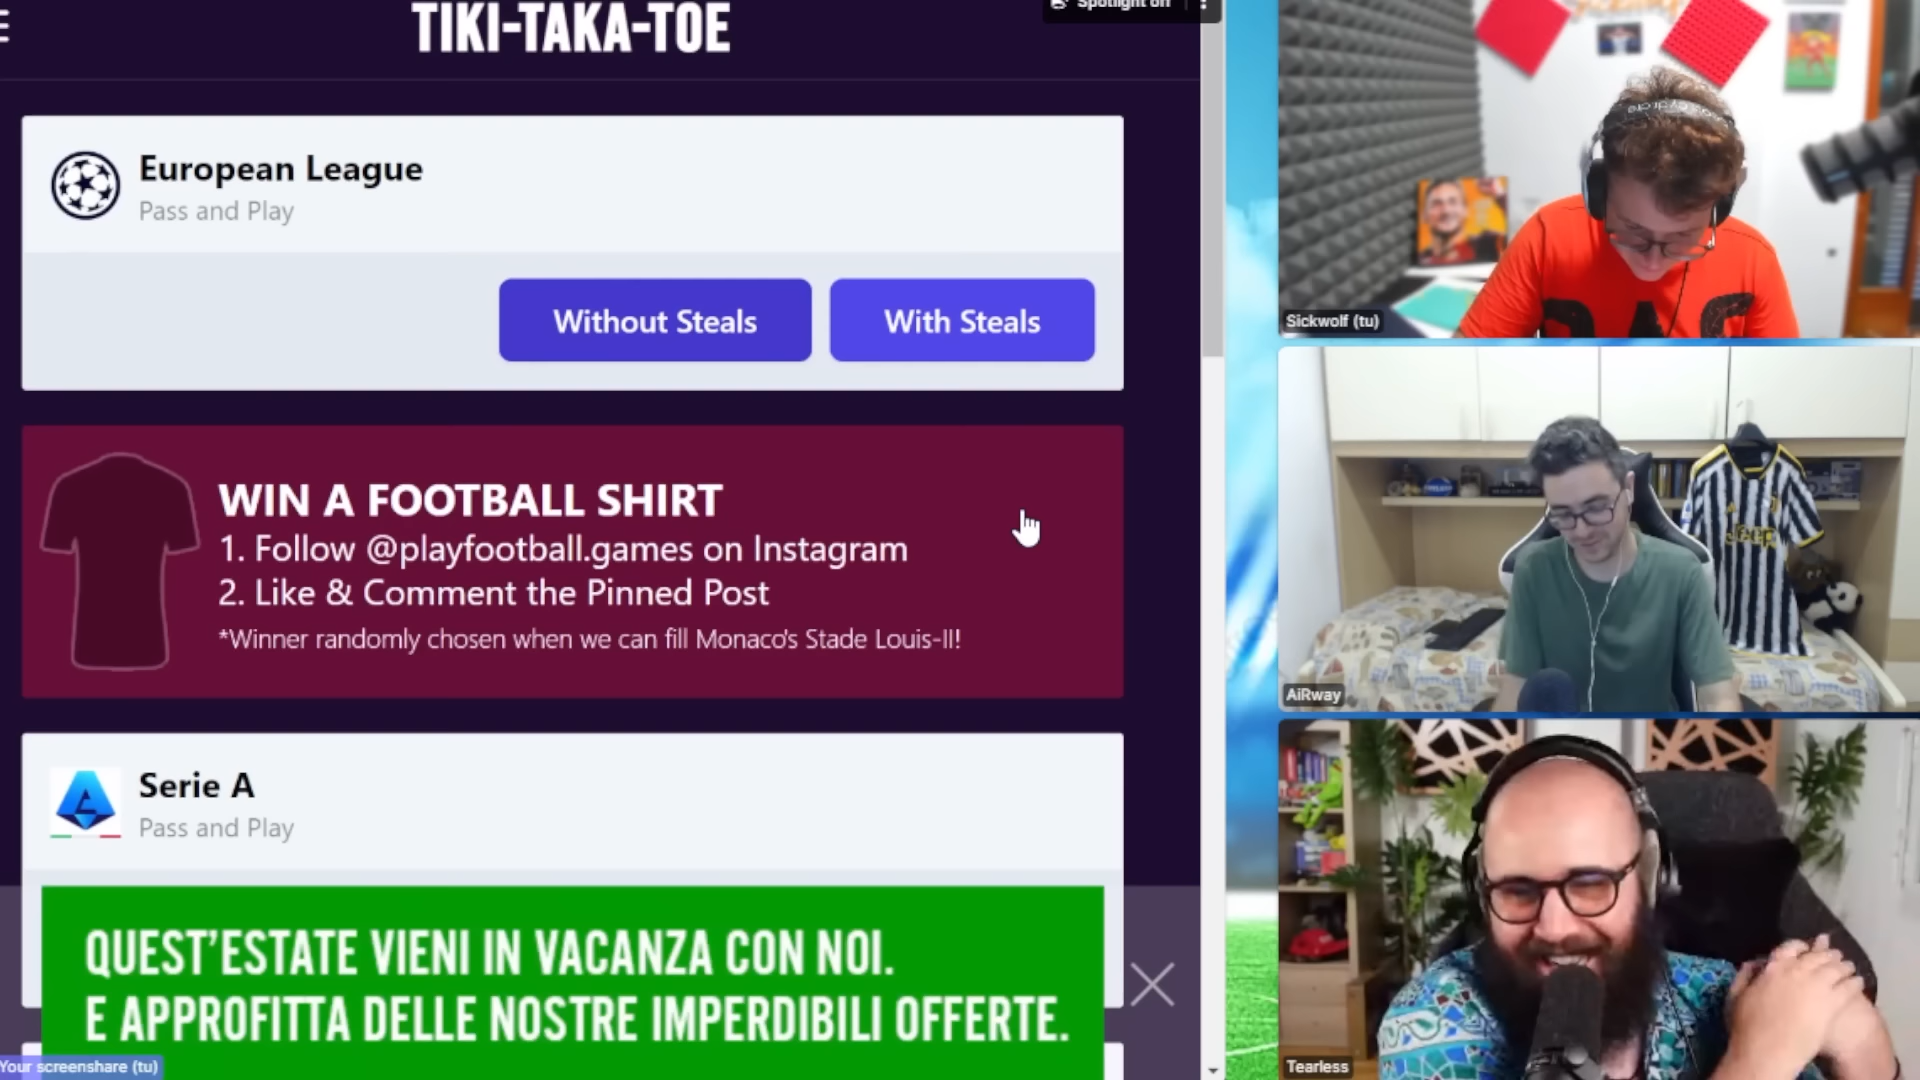 TIKI-TAKA-TOE
Spotlight off
European League
Pass and Play
Without Steals
With Steals
WIN A FOOTBALL SHIRT
1. Follow @playfootball.games on Instagram
2. Like & Comment the Pinned Post
*Winner randomly chosen when we can fill Monaco's Stade Louis-II!
Serie A
Pass and Play
QUEST'ESTATE VIENI IN VACANZA CON NOI.
E APPROFITTA DELLE NOSTRE IMPERDIBILI OFFERTE.
Your screenshare (tu)
Sickwolf (tu)
Jeep
AiRway
Tearless